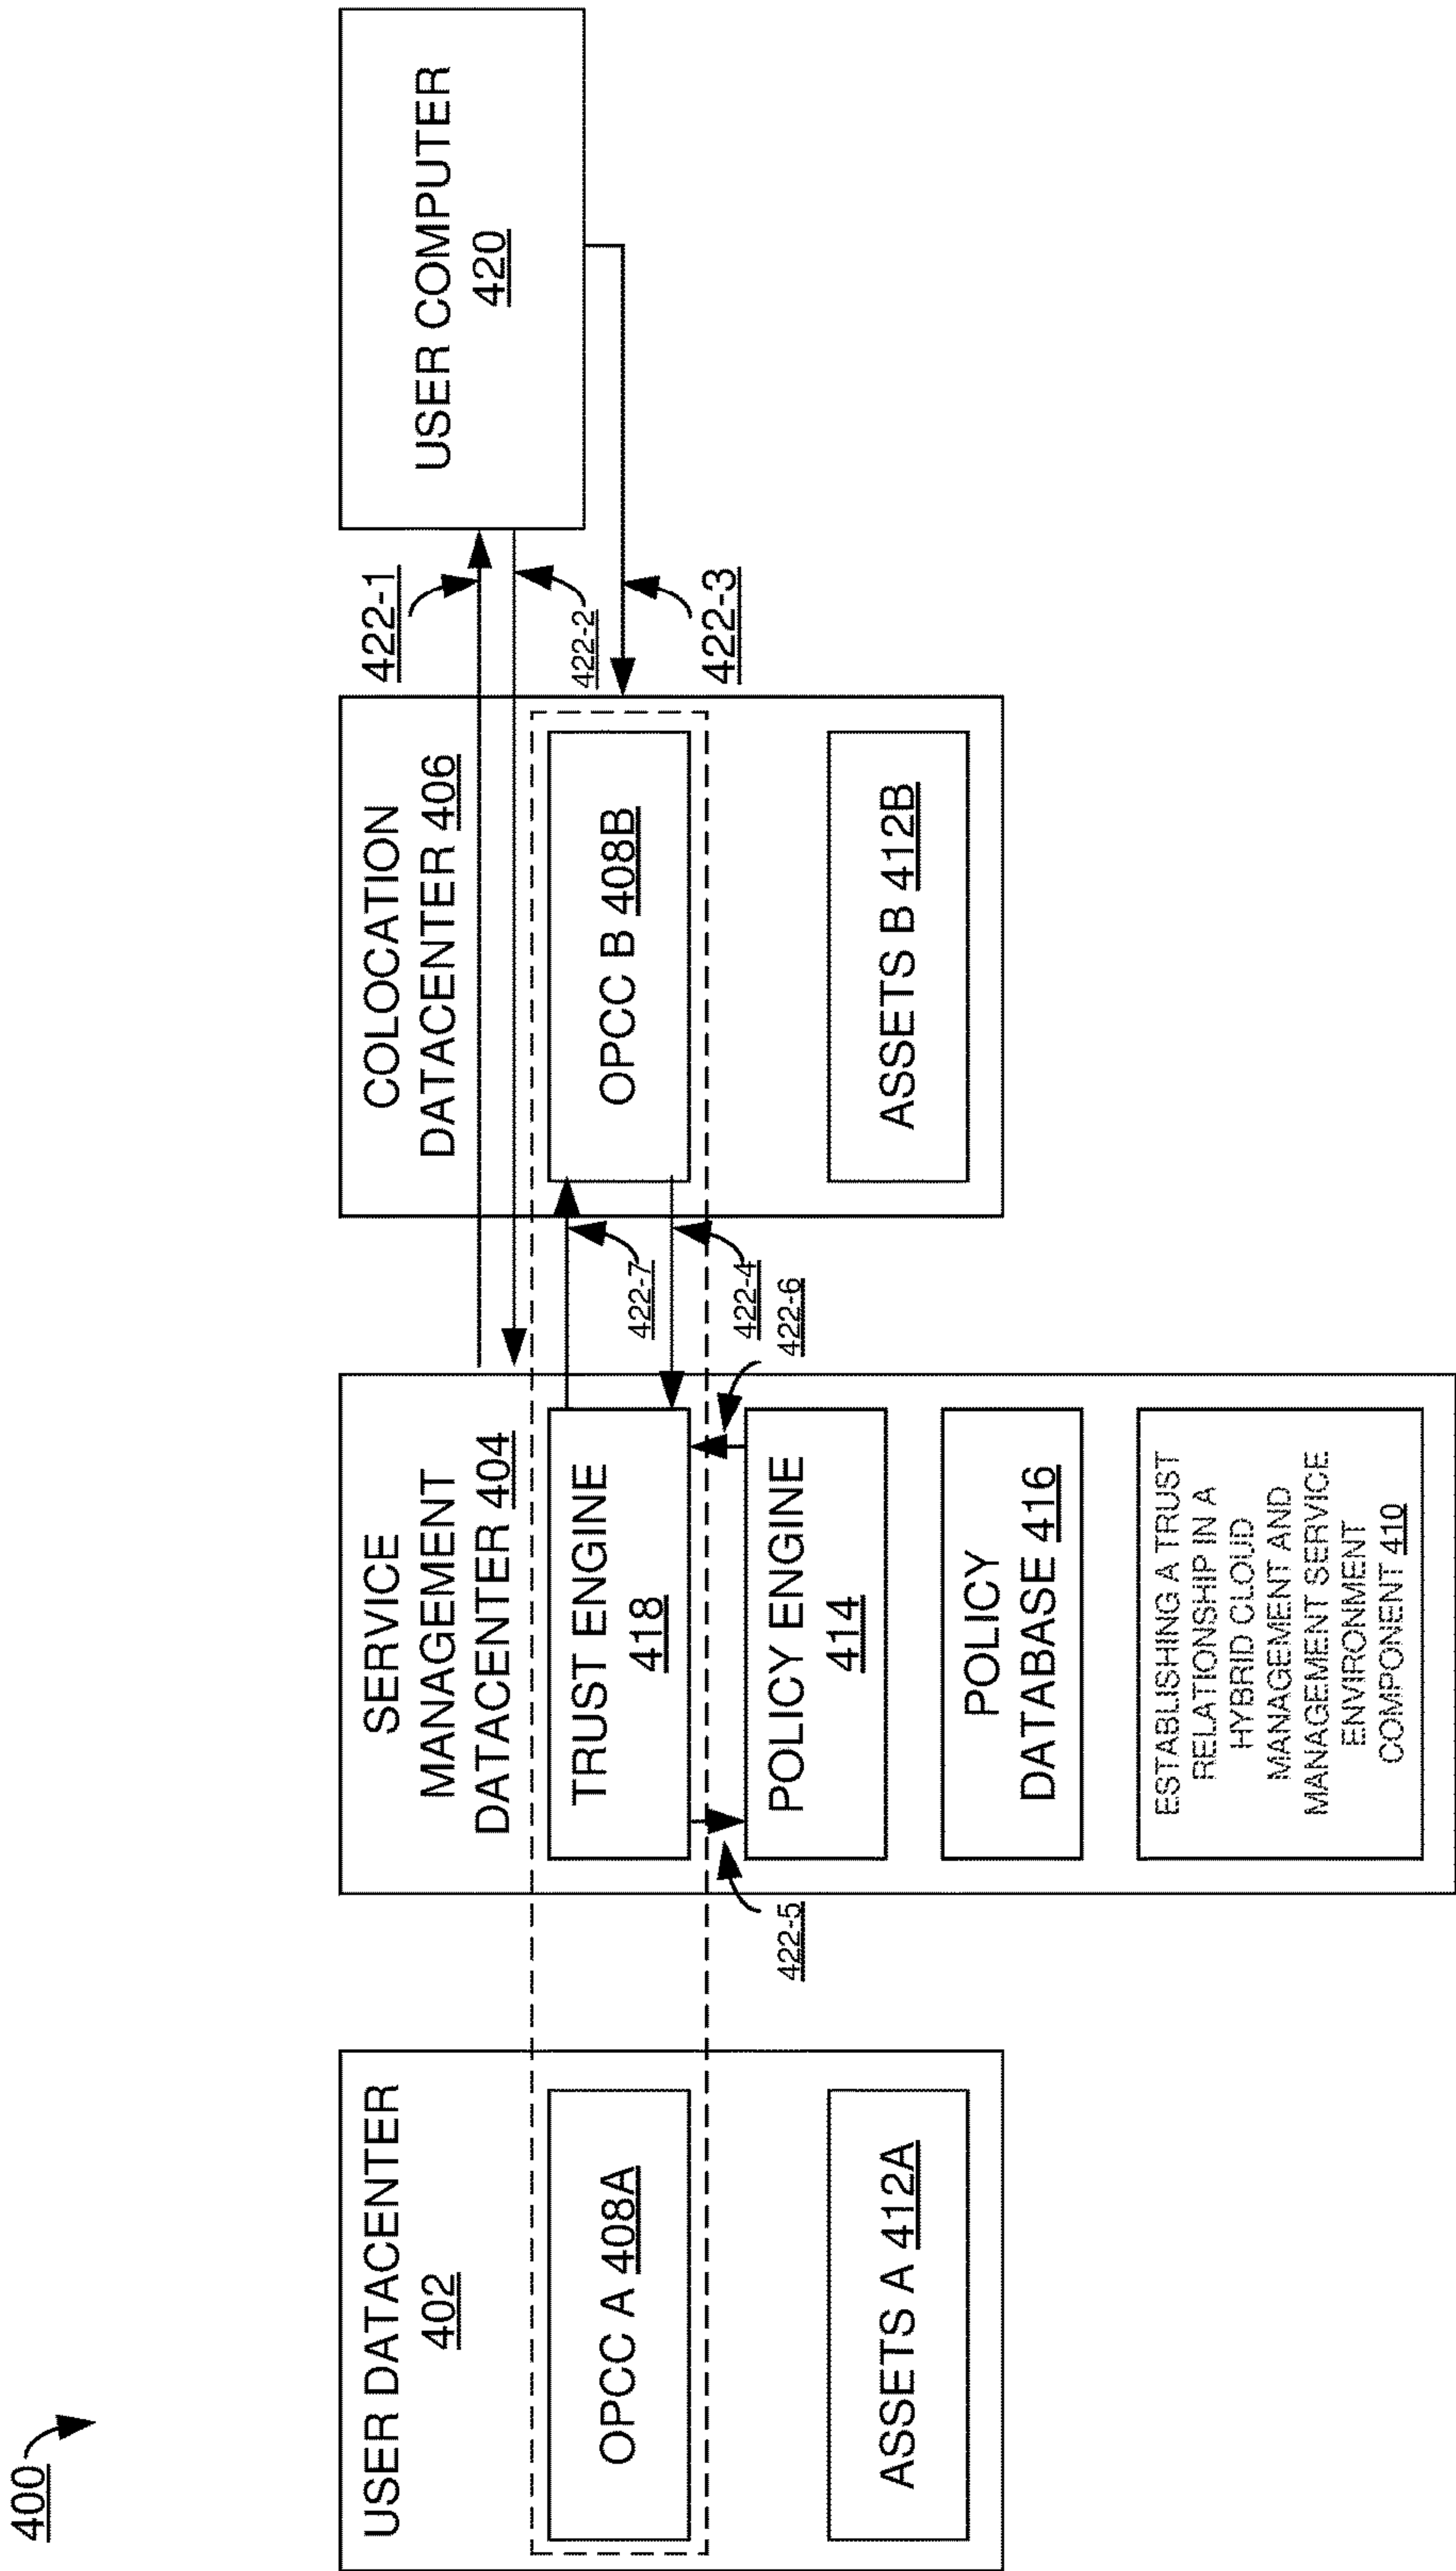 400
USER DATACENTER
402
OPCC A 408A
ASSETS A 412A
SERVICE
MANAGEMENT
DATACENTER 404
TRUST ENGINE
418
POLICY ENGINE
414
POLICY
DATABASE 416
ESTABLISHING A TRUST
RELATIONSHIP IN A
HYBRID CLOUD
MANAGEMENT AND
MANAGEMENT SERVICE
ENVIRONMENT
COMPONENT 410
422-5
422-6
422-4
422-7
COLOCATION
DATACENTER 406
OPCC B 408B
ASSETS B 412B
422-1
422-2
422-3
USER COMPUTER
420